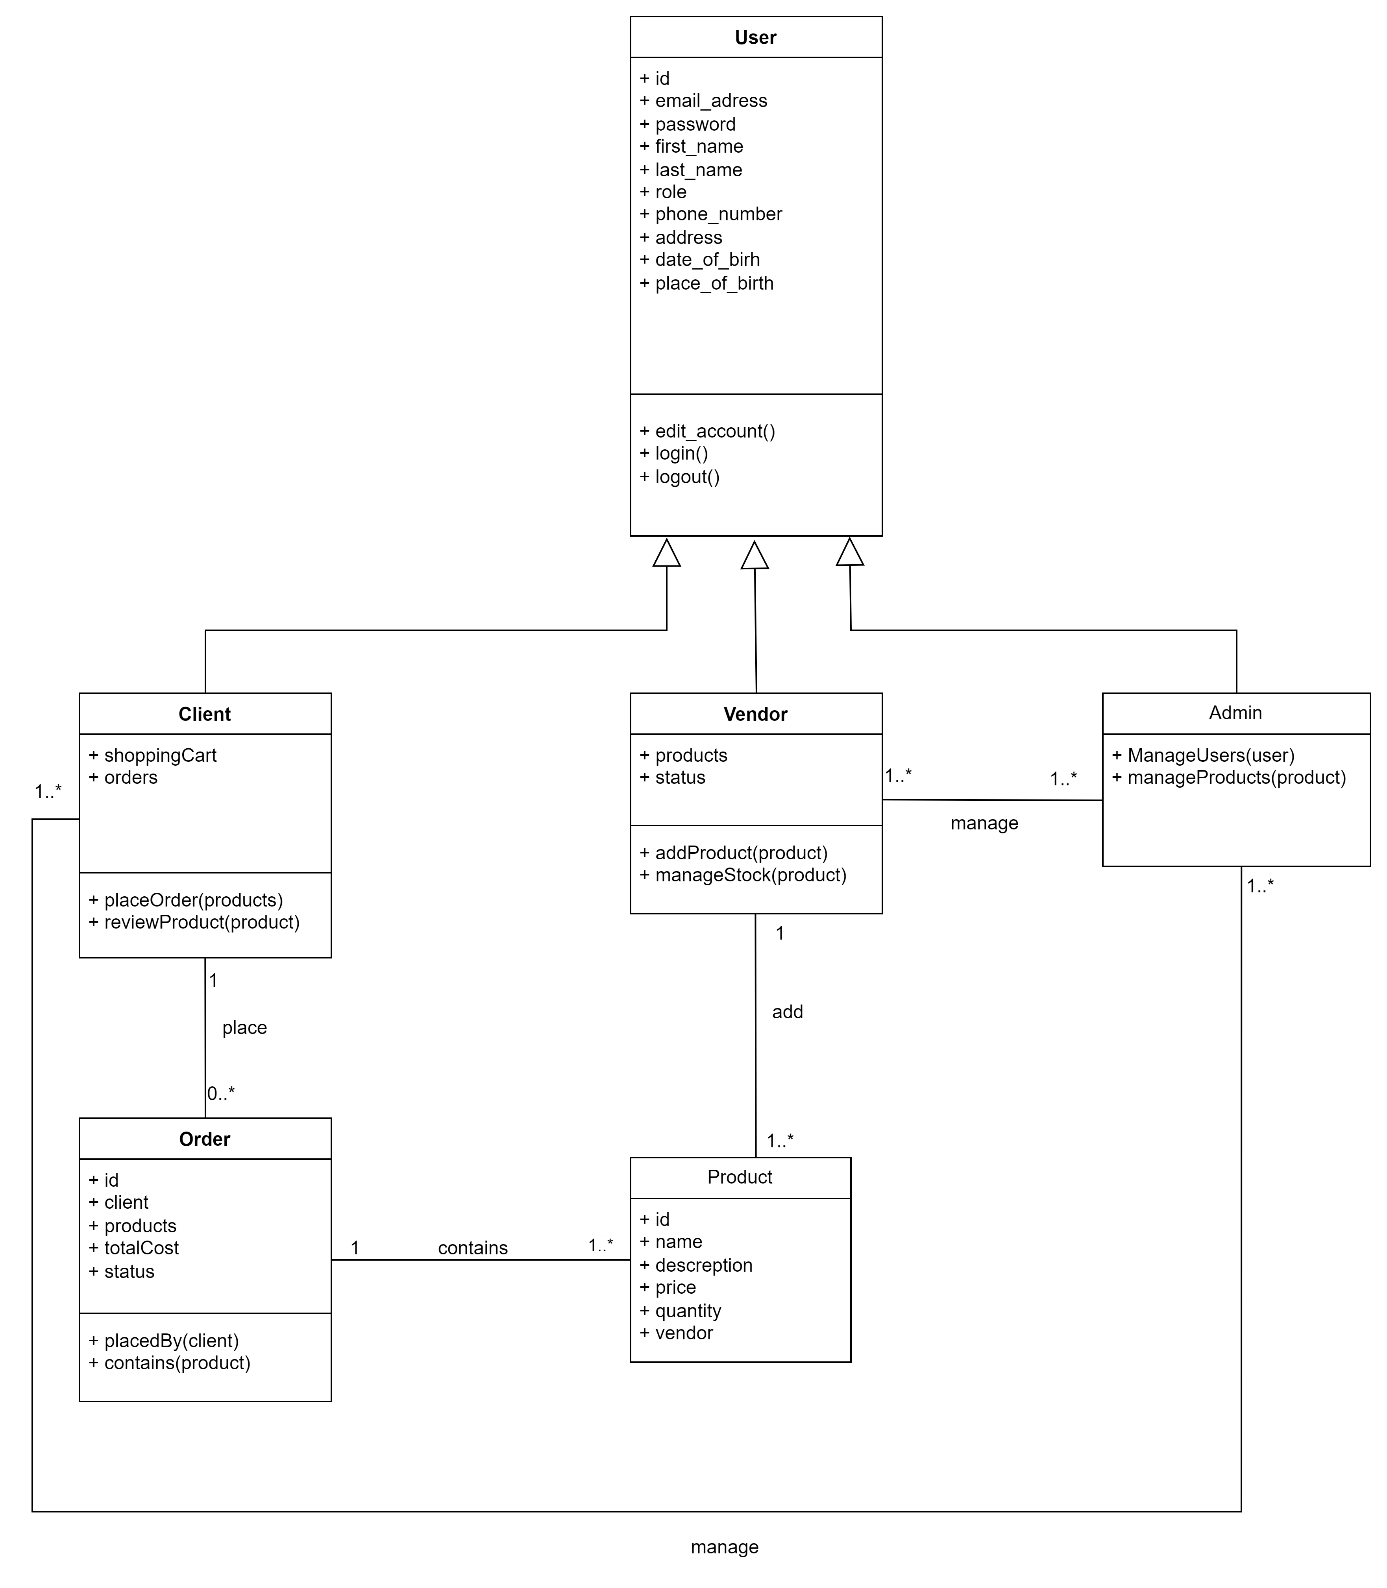 User
+ id
+ email_adress
+ password
+ first_name
+ last_name
+ role
+ phone_number
+ address
+ date_of_birh
+ place_of_birth
+ edit_account()
+ login()
+ logout()
Client
+ shoppingCart
+ orders
+ placeOrder(products)
+ reviewProduct(product)
Vendor
+ products
+ status
+ addProduct(product)
+ manageStock(product)
Admin
+ ManageUsers(user)
+ manageProducts(product)
1..*
1..*
1..*
manage
1..*
1
place
0..*
1
add
1..*
Order
+ id
+ client
+ products
+ totalCost
+ status
+ placedBy(client)
+ contains(product)
1
contains
1..*
Product
+ id
+ name
+ descreption
+ price
+ quantity
+ vendor
manage